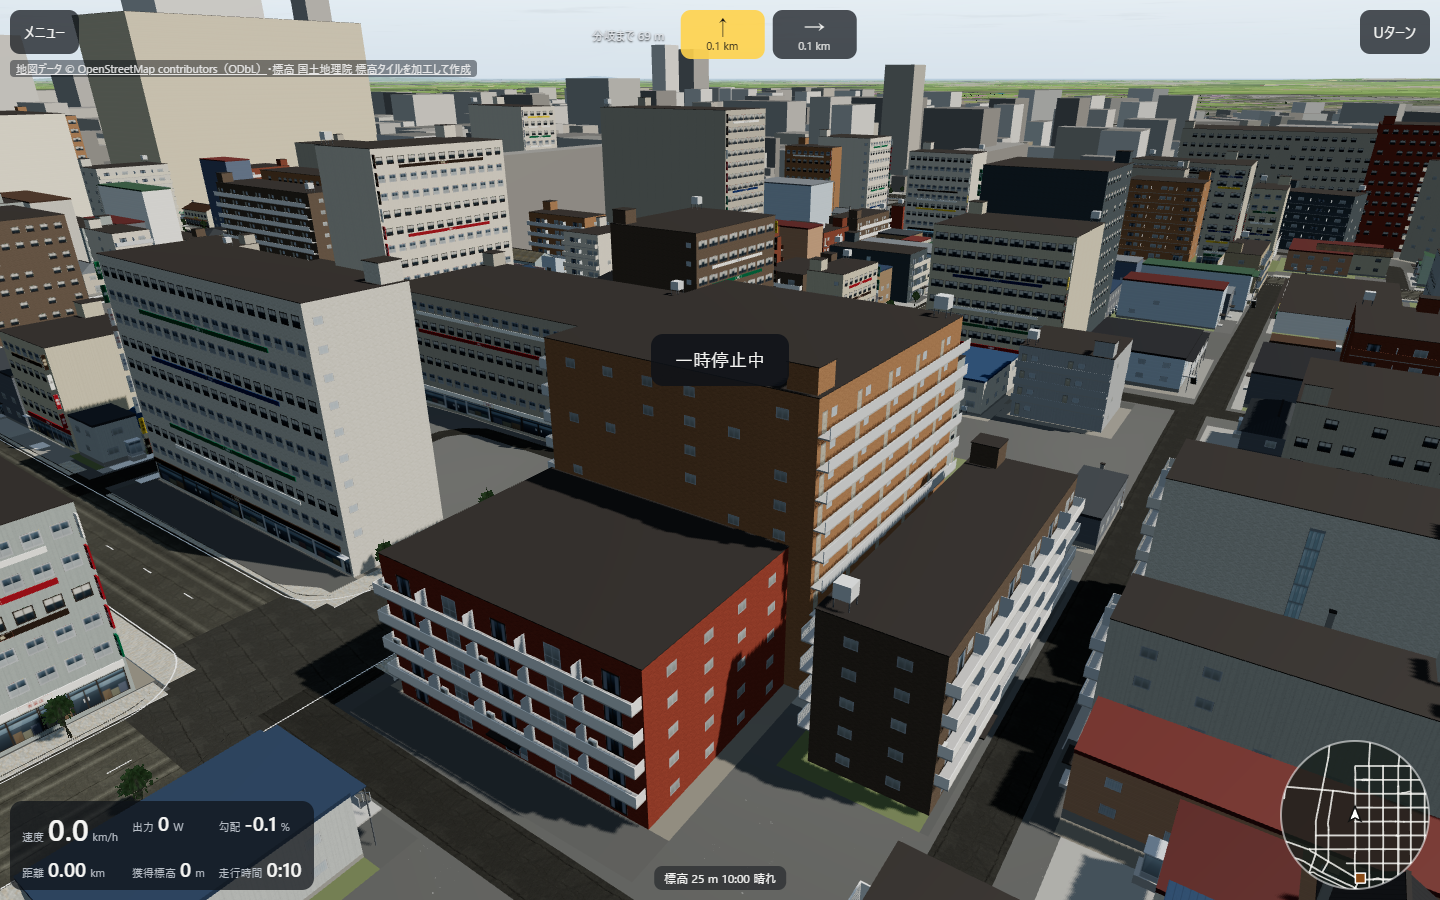 メニュー
分岐まで 69 m
↑
0.1 km
→
0.1 km
Uターン
地図データ © OpenStreetMap contributors（ODbL）・標高 国土地理院 標高タイルを加工して作成
一時停止中
速度 0.0 km/h
出力 0 W
勾配 -0.1 %
距離 0.00 km
獲得標高 0 m
走行時間 0:10
標高 25 m 10:00 晴れ